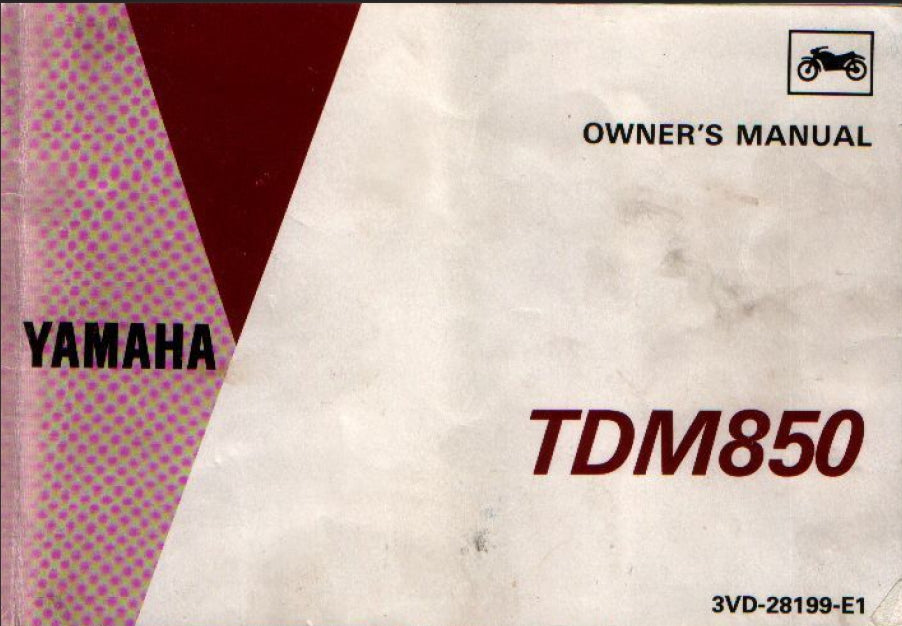 OWNER'S MANUAL
YAMAHA
TDM850
3VD-28199-E1